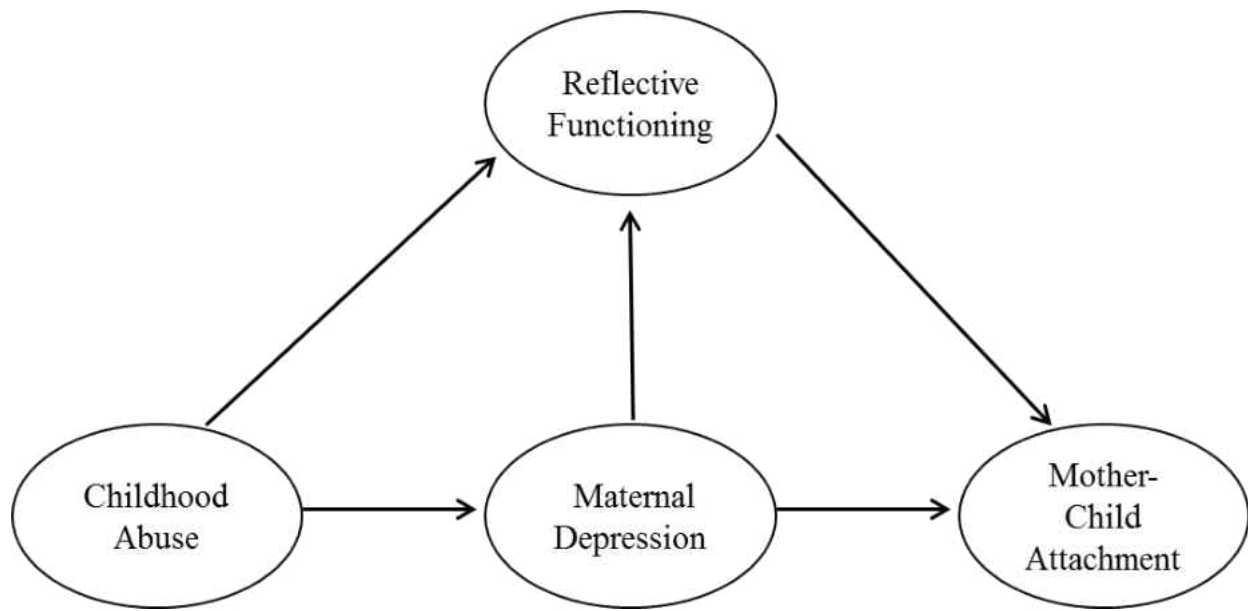 Reflective
Functioning
Childhood
Abuse
Maternal
Depression
Mother-
Child
Attachment